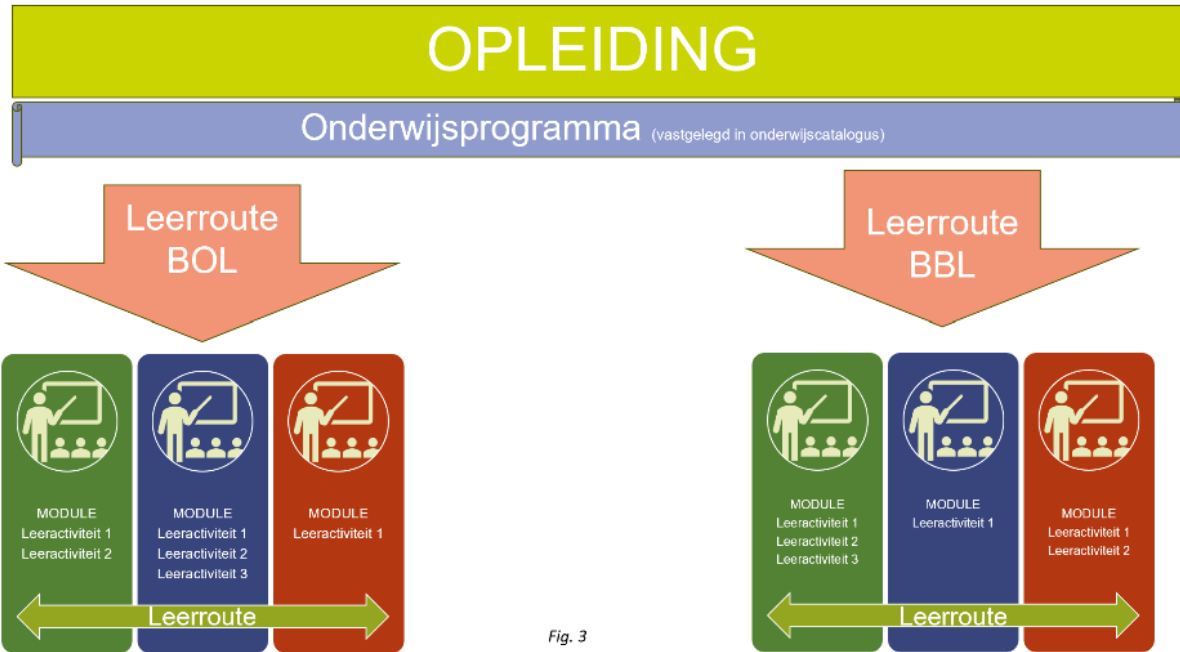 OPLEIDING
Onderwijsprogramma (vastgelegd in onderwijscatalogus)
Leerroute
BOL
Leerroute
BBL
MODULE
Leeractiviteit 1
Leeractiviteit 2
MODULE
Leeractiviteit 1
Leeractiviteit 2
Leeractiviteit 3
MODULE
Leeractiviteit 1
Leerroute
MODULE
Leeractiviteit 1
Leeractiviteit 2
Leeractiviteit 3
MODULE
Leeractiviteit 1
MODULE
Leeractiviteit 1
Leeractiviteit 2
Leerroute
Fig. 3